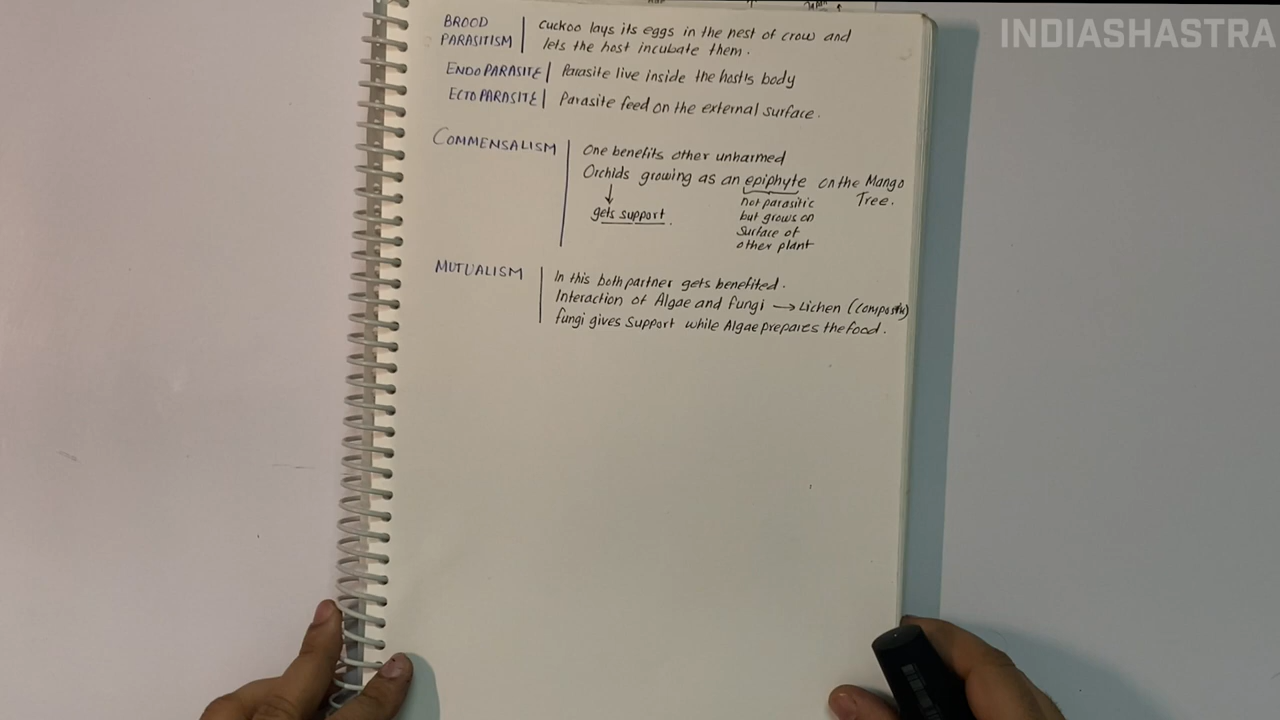 INDIASHASTRA
BROOD PARASITISM | Cuckoo lays its eggs in the nest of crow and
lets the host incubate them.
ENDOPARASITE | Parasite live inside the host's body
ECTOPARASITE | Parasite feed on the external surface.
COMMENSALISM | One benefits other unharmed
Orchids growing as an epiphyte on the Mango Tree.
↓
gets support.
not parasitic
but grows on
surface of
other plant
MUTUALISM | In this both partner gets benefited.
Interaction of Algae and fungi → Lichen (Composite)
fungi gives Support while Algae prepares the food.